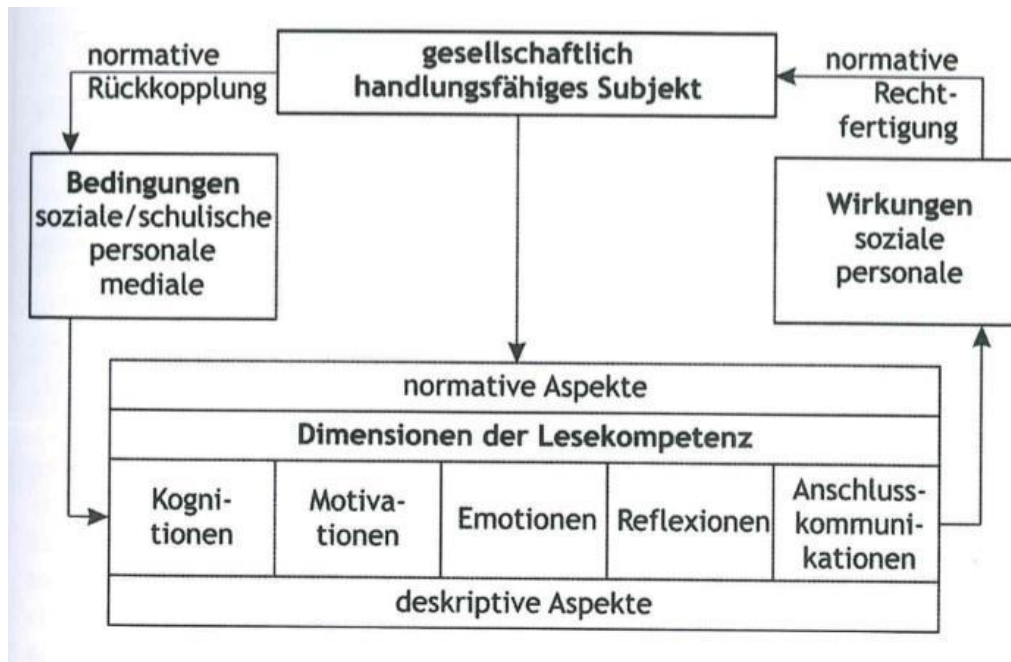 normative
Rückkopplung
gesellschaftlich
handlungsfähiges Subjekt
normative
Recht-
fertigung
Bedingungen
soziale/schulische
personale
mediale
Wirkungen
soziale
personale
normative Aspekte
Dimensionen der Lesekompetenz
Kogni-
tionen
Motiva-
tionen
Emotionen
Reflexionen
Anschluss-
kommuni-
kationen
deskriptive Aspekte